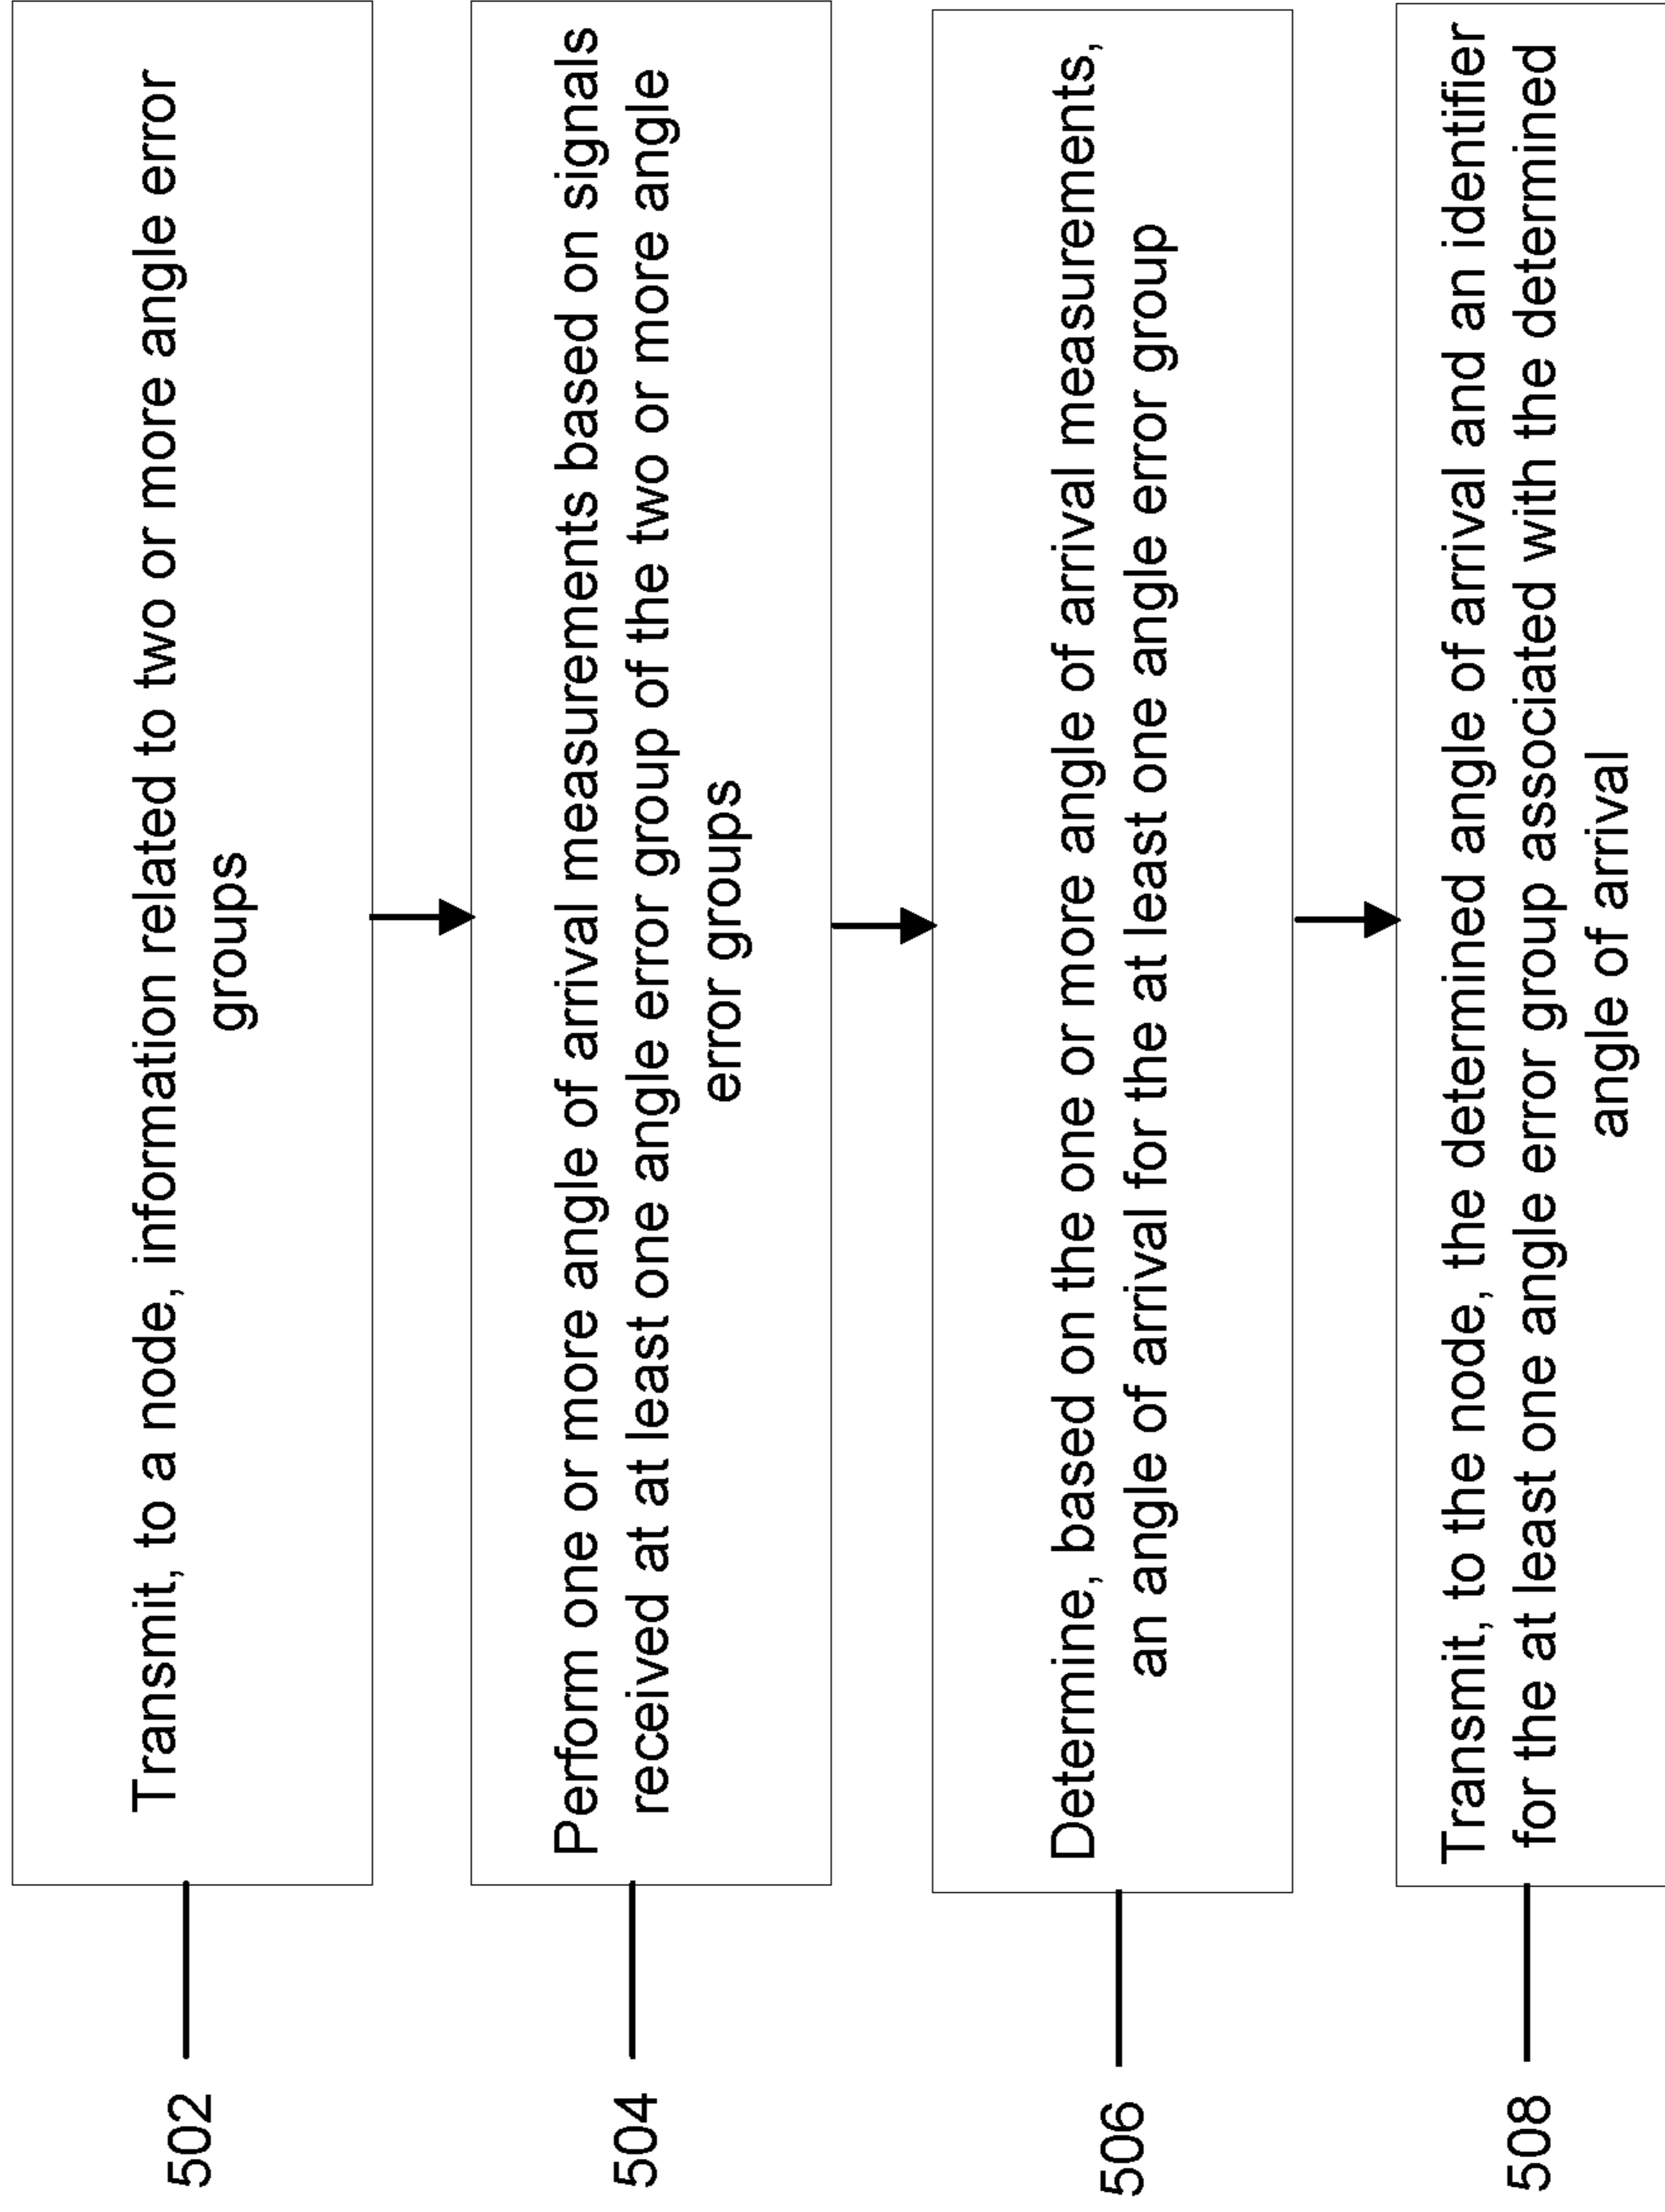 502
Transmit, to a node, information related to two or more angle error
groups
504
Perform one or more angle of arrival measurements based on signals
received at at least one angle error group of the two or more angle
error groups
506
Determine, based on the one or more angle of arrival measurements,
an angle of arrival for the at least one angle error group
508
Transmit, to the node, the determined angle of arrival and an identifier
for the at least one angle error group associated with the determined
angle of arrival